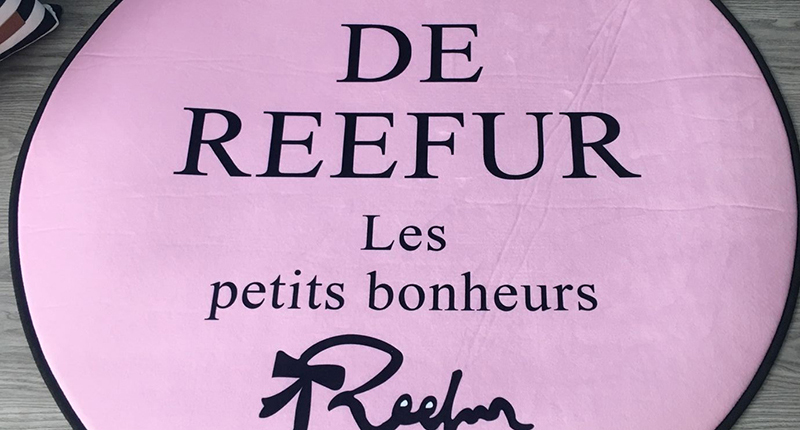 DE
REEFUR
Les
petits bonheurs
Reefur